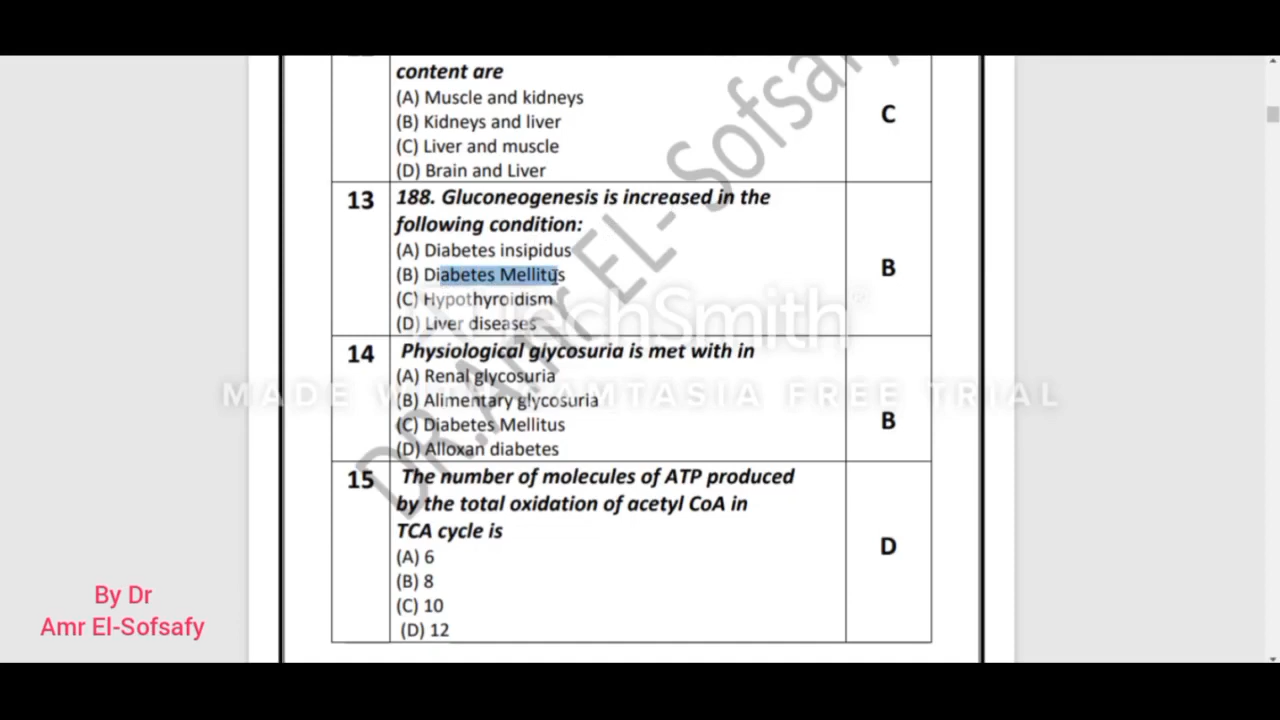 content are
(A) Muscle and kidneys
(B) Kidneys and liver
(C) Liver and muscle
(D) Brain and Liver
C
13
188. Gluconeogenesis is increased in the
following condition:
(A) Diabetes insipidus
(B) Diabetes Mellitus
(C) Hypothyroidism
(D) Liver diseases
B
14
Physiological glycosuria is met with in
(A) Renal glycosuria
(B) Alimentary glycosuria
(C) Diabetes Mellitus
(D) Alloxan diabetes
B
15
The number of molecules of ATP produced
by the total oxidation of acetyl CoA in
TCA cycle is
(A) 6
(B) 8
(C) 10
(D) 12
D
By Dr
Amr El-Sofsafy
DR.Amr EL- Sofsafy
TechSmith
MADE WITH CAMTASIA FREE TRIAL